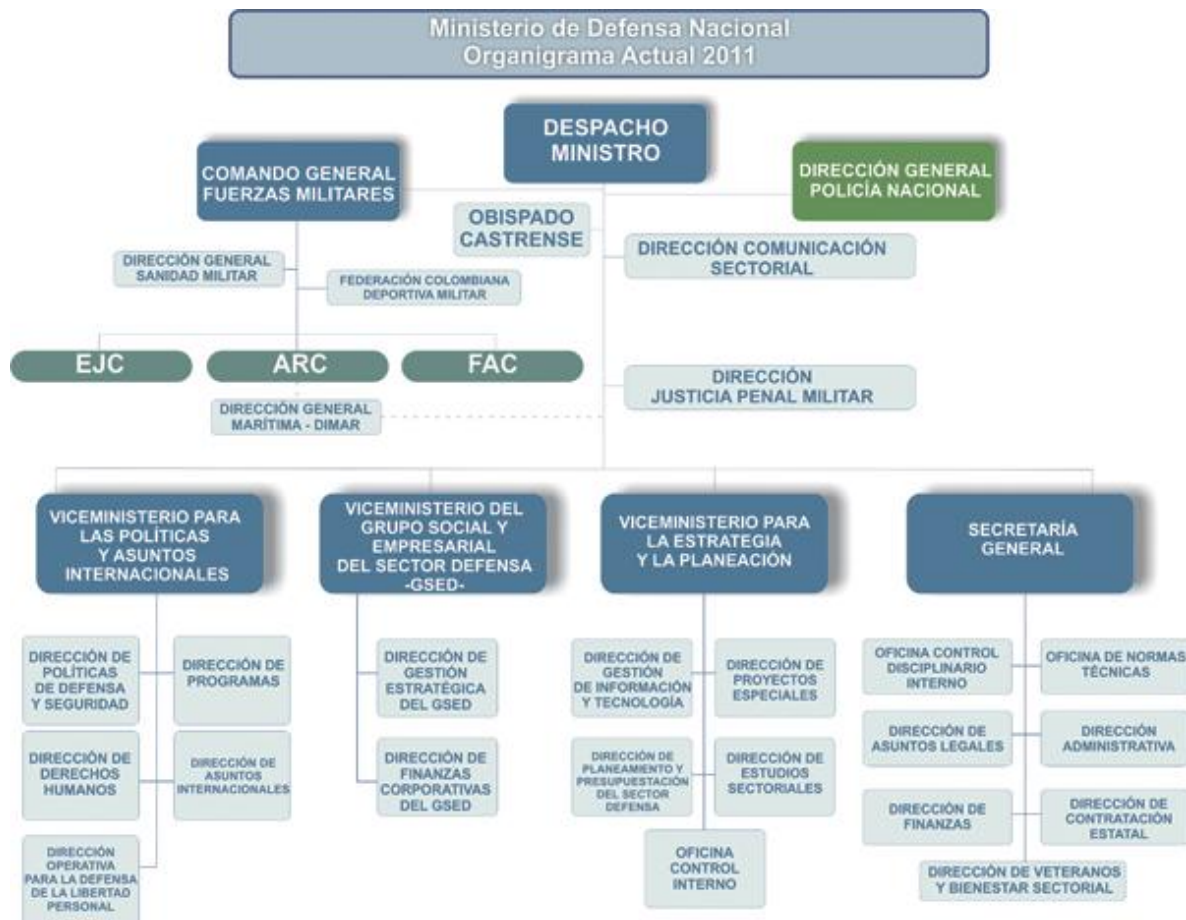 Ministerio de Defensa Nacional
Organigrama Actual 2011
DESPACHO
MINISTRO
COMANDO GENERAL
FUERZAS MILITARES
DIRECCIÓN GENERAL
POLICÍA NACIONAL
OBISPADO
CASTRENSE
DIRECCIÓN COMUNICACIÓN
SECTORIAL
DIRECCIÓN GENERAL
SANIDAD MILITAR
FEDERACIÓN COLOMBIANA
DEPORTIVA MILITAR
EJC
ARC
FAC
DIRECCIÓN
JUSTICIA PENAL MILITAR
DIRECCIÓN GENERAL
MARÍTIMA - DIMAR
VICEMINISTERIO PARA
LAS POLÍTICAS
Y ASUNTOS
INTERNACIONALES
VICEMINISTERIO DEL
GRUPO SOCIAL Y
EMPRESARIAL
DEL SECTOR DEFENSA
-GSED-
VICEMINISTERIO PARA
LA ESTRATEGIA
Y LA PLANEACIÓN
SECRETARÍA
GENERAL
DIRECCIÓN DE
POLÍTICAS
DE DEFENSA
Y SEGURIDAD
DIRECCIÓN DE
PROGRAMAS
DIRECCIÓN DE
DERECHOS
HUMANOS
DIRECCIÓN DE
ASUNTOS
INTERNACIONALES
DIRECCIÓN
OPERATIVA
PARA LA DEFENSA
DE LA LIBERTAD
PERSONAL
DIRECCIÓN DE
GESTIÓN
ESTRATÉGICA
DEL GSED
DIRECCIÓN DE
FINANZAS
CORPORATIVAS
DEL GSED
DIRECCIÓN DE
GESTIÓN
DE INFORMACIÓN
Y TECNOLOGÍA
DIRECCIÓN DE
PROYECTOS
ESPECIALES
DIRECCIÓN DE
PLANEAMIENTO Y
PRESUPUESTACIÓN
DEL SECTOR
DEFENSA
DIRECCIÓN DE
ESTUDIOS
SECTORIALES
OFICINA
CONTROL
INTERNO
OFICINA CONTROL
DISCIPLINARIO
INTERNO
OFICINA DE NORMAS
TÉCNICAS
DIRECCIÓN DE
ASUNTOS LEGALES
DIRECCIÓN
ADMINISTRATIVA
DIRECCIÓN DE
FINANZAS
DIRECCIÓN DE
CONTRATACIÓN
ESTATAL
DIRECCIÓN DE VETERANOS
Y BIENESTAR SECTORIAL